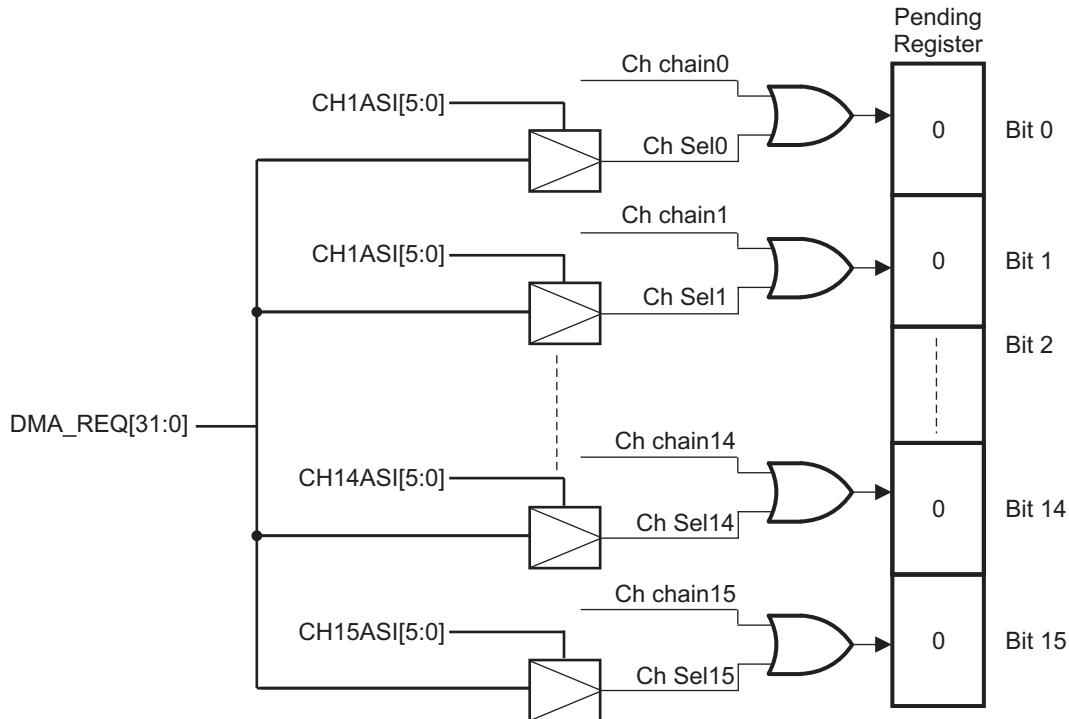 Pending
Register
Ch chain0
CH1ASI[5:0]
0
Bit 0
Ch Sel0
Ch chain1
CH1ASI[5:0]
0
Bit 1
Ch Sel1
Bit 2
DMA_REQ[31:0]
Ch chain14
CH14ASI[5:0]
0
Bit 14
Ch Sel14
Ch chain15
CH15ASI[5:0]
0
Bit 15
Ch Sel15